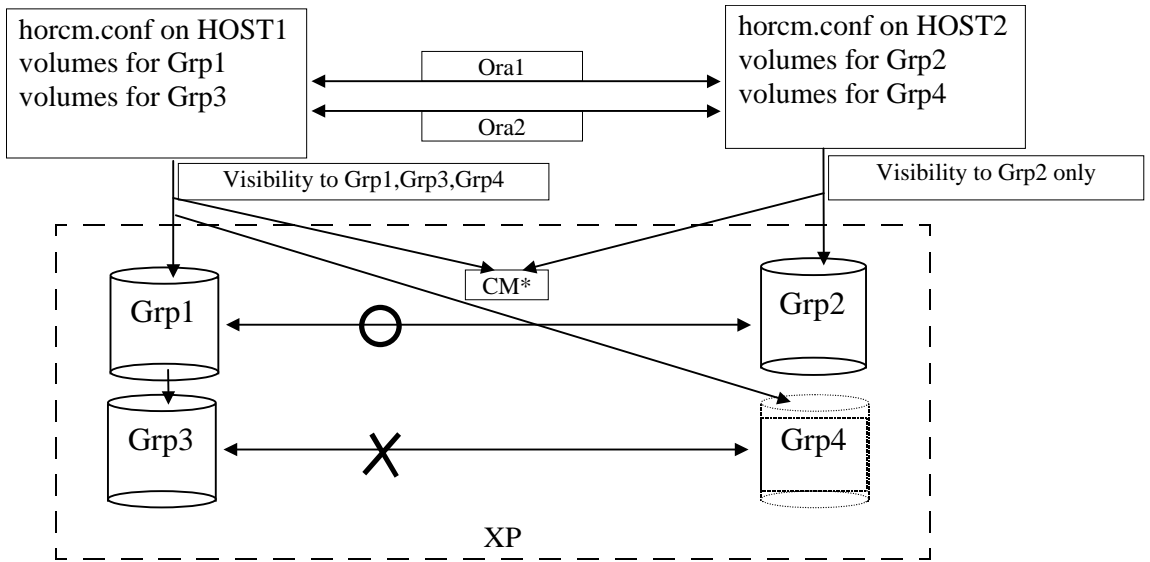 horcm.conf on HOST1
volumes for Grp1
volumes for Grp3
horcm.conf on HOST2
volumes for Grp2
volumes for Grp4
Ora1
Ora2
Visibility to Grp1,Grp3,Grp4
Visibility to Grp2 only
CM*
Grp1
Grp2
Grp3
Grp4
XP